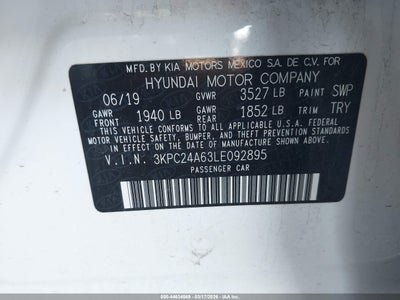 MFD. BY KIA MOTORS MEXICO S.A. DE C.V. FOR
HYUNDAI MOTOR COMPANY
06/19 GVWR 3527 LB PAINT SWP
GAWR FRONT 1940 LB GAWR REAR 1852 LB TRIM TRY
THIS VEHICLE CONFORMS TO ALL APPLICABLE U.S.A. FEDERAL
MOTOR VEHICLE SAFETY, BUMPER, AND THEFT PREVENTION
STANDARDS IN EFFECT ON THE DATE OF MANUFACTURE SHOWN ABOVE.
V.I.N. 3KPC24A63LE092895
PASSENGER CAR